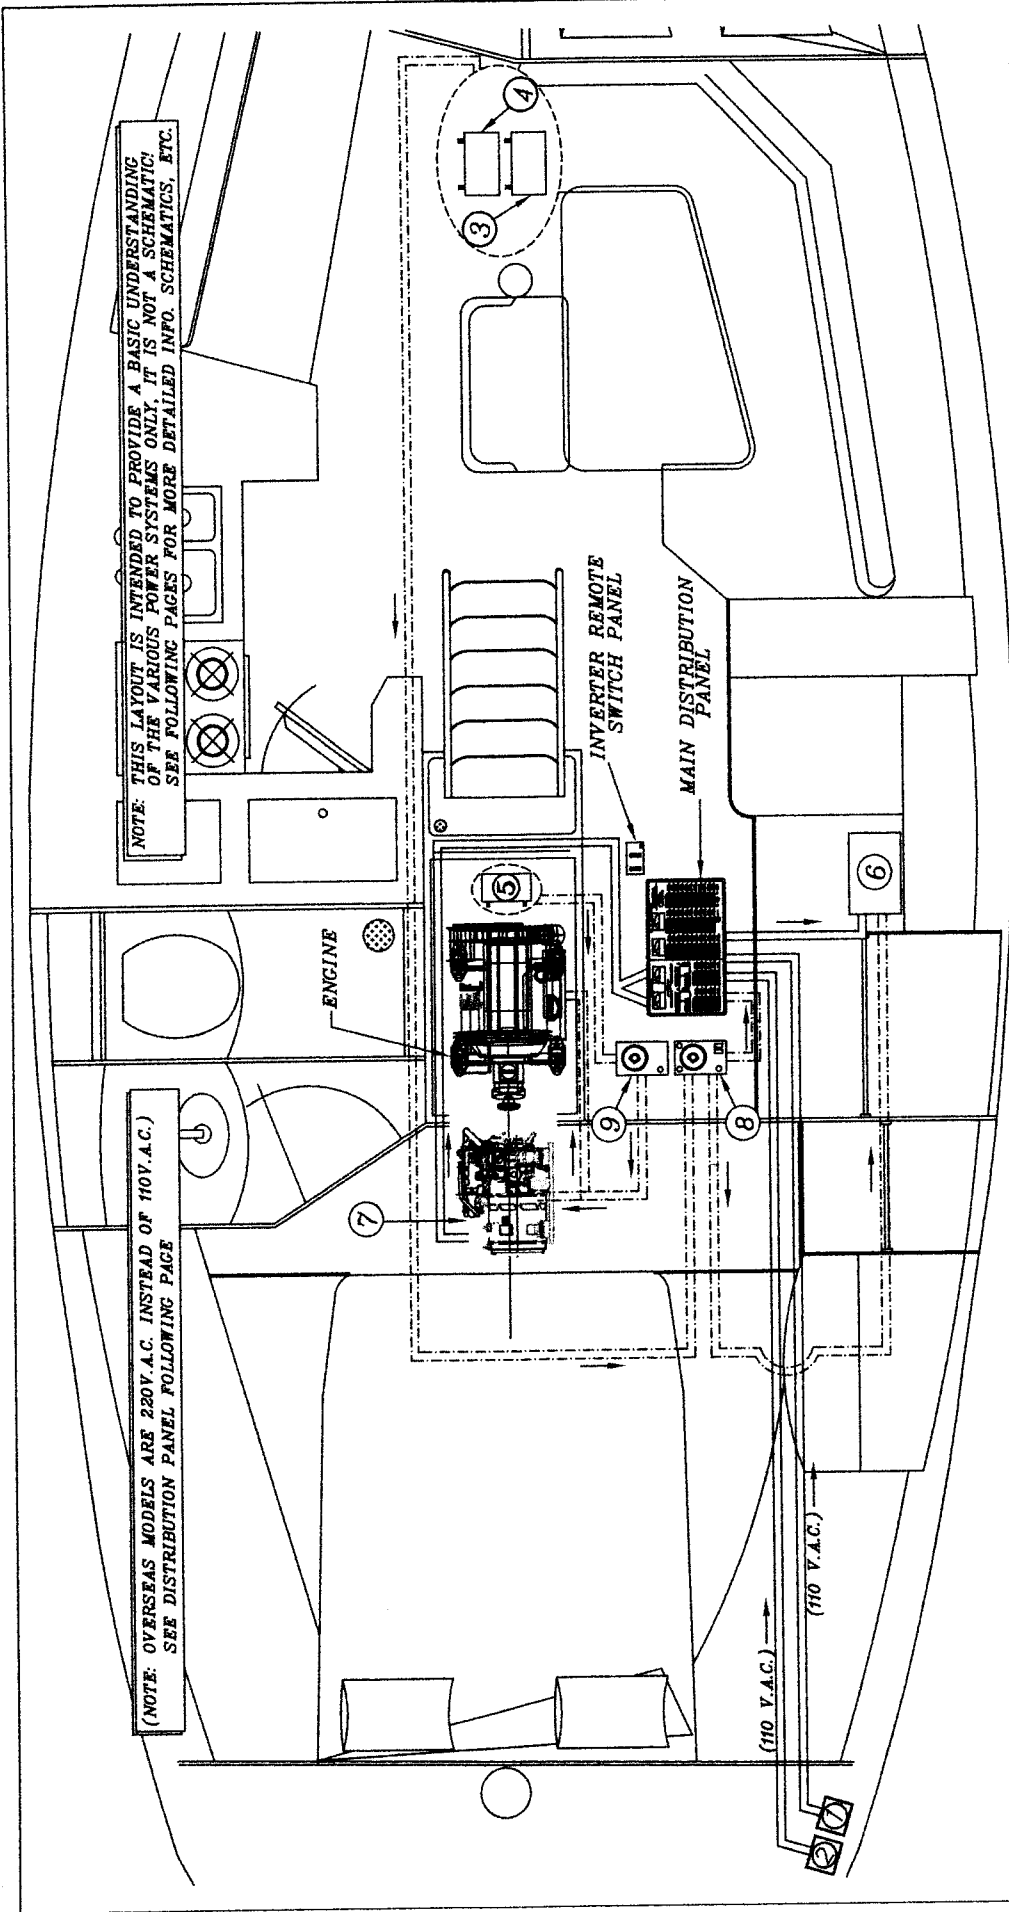 (NOTE: OVERSEAS MODELS ARE 220V.A.C. INSTEAD OF 110V.A.C.)
SEE DISTRIBUTION PANEL FOLLOWING PAGE
NOTE: THIS LAYOUT IS INTENDED TO PROVIDE A BASIC UNDERSTANDING
OF THE VARIOUS POWER SYSTEMS ONLY, IT IS NOT A SCHEMATIC!
SEE FOLLOWING PAGES FOR MORE DETAILED INFO. SCHEMATICS, ETC.
ENGINE
7
5
4
3
9
8
INVERTER REMOTE
SWITCH PANEL
MAIN DISTRIBUTION
PANEL
6
(110 V.A.C.)
(110 V.A.C.)
2
1